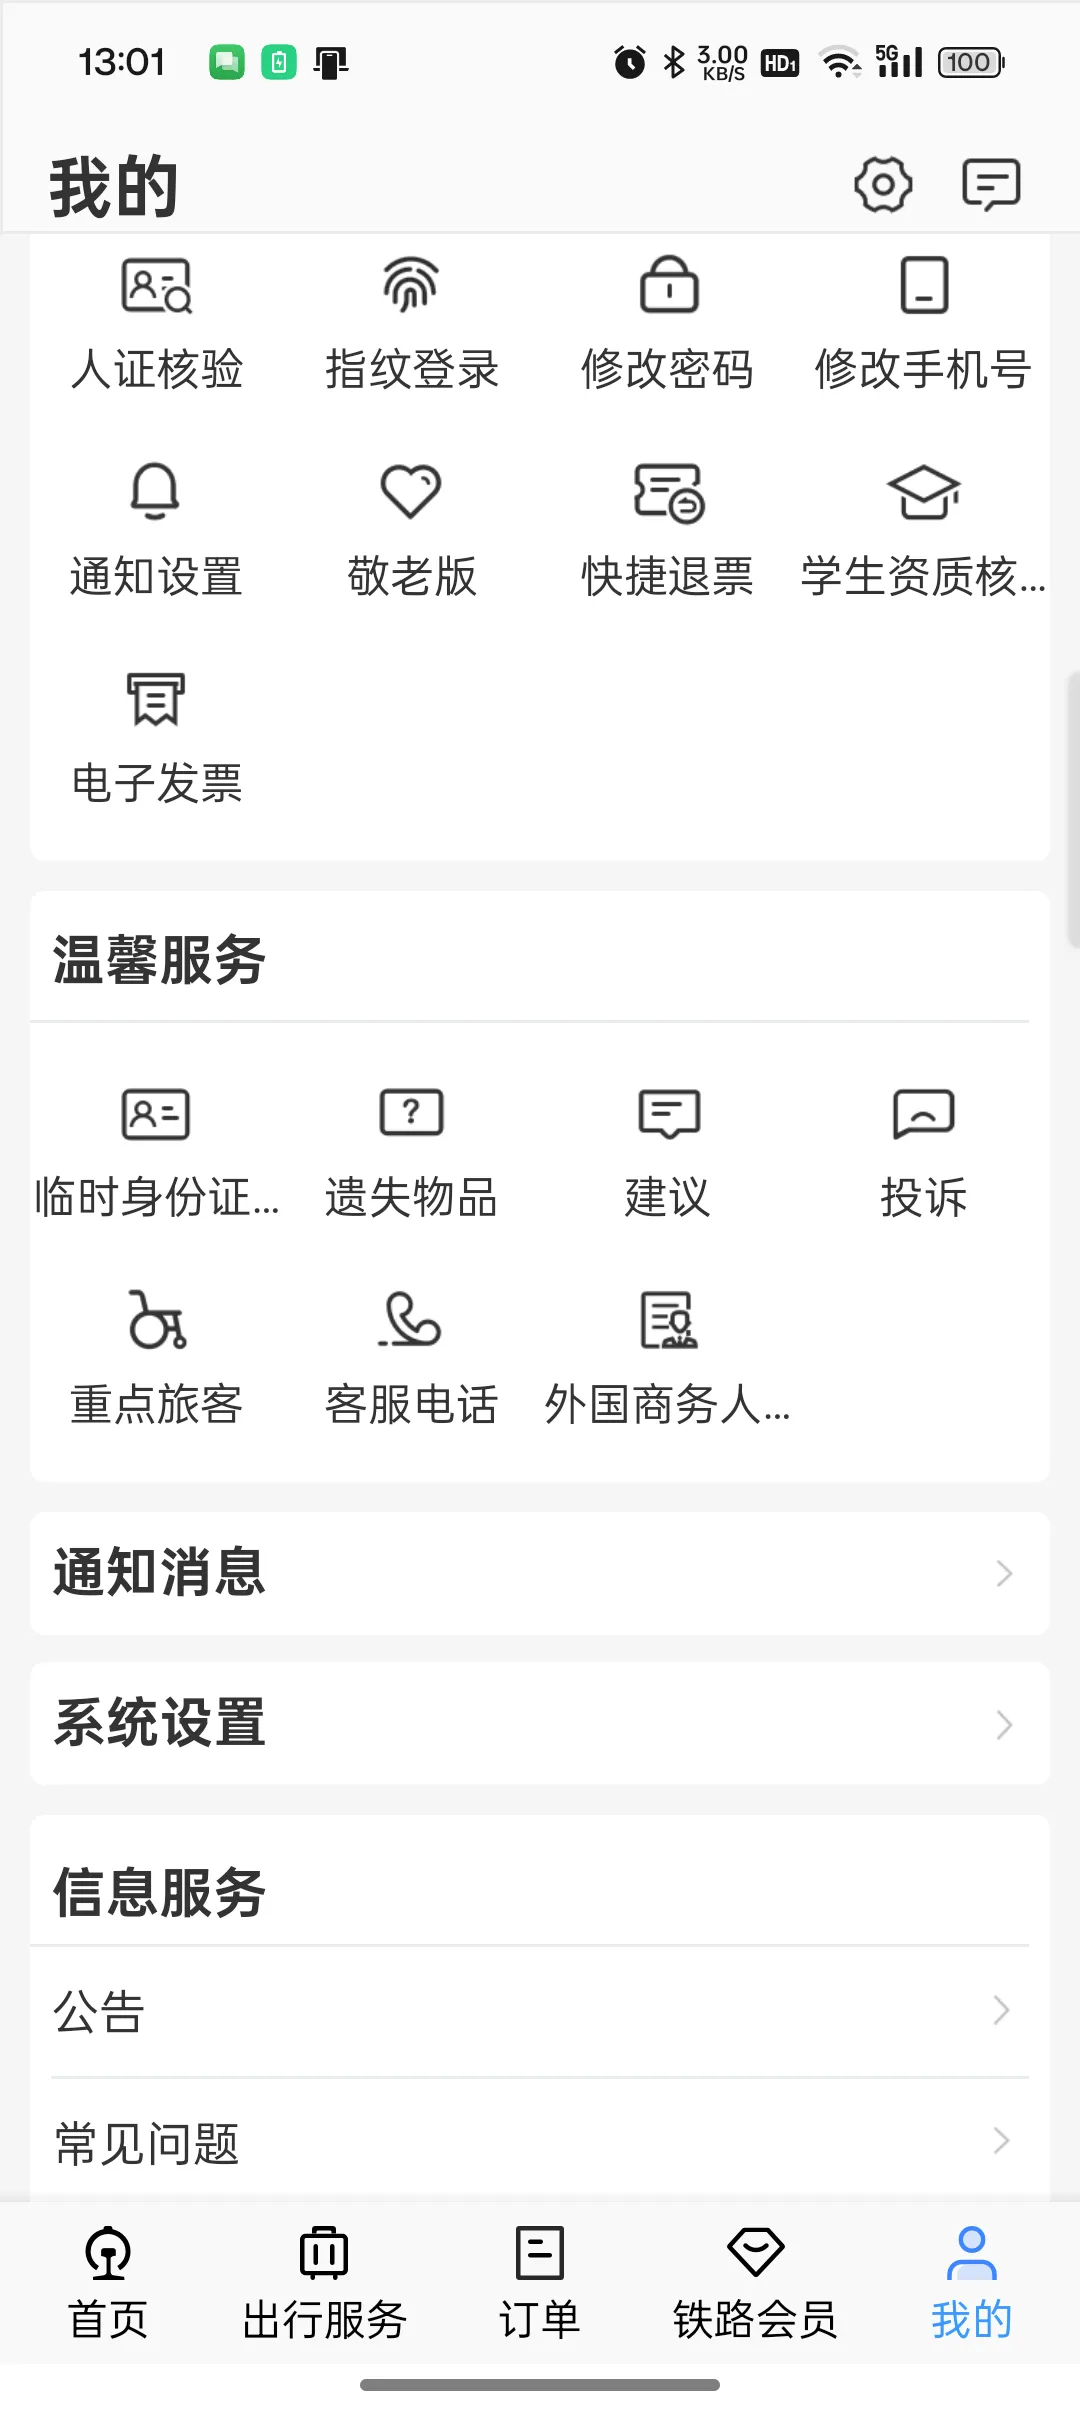 13:01 3.00 KB/S HD1 5G 100
我的
人证核验 指纹登录 修改密码 修改手机号
通知设置 敬老版 快捷退票 学生资质核...
电子发票
温馨服务
?
临时身份证... 遗失物品 建议 投诉
重点旅客 客服电话 外国商务人...
通知消息
系统设置
信息服务
公告
常见问题
首页 出行服务 订单 铁路会员 我的